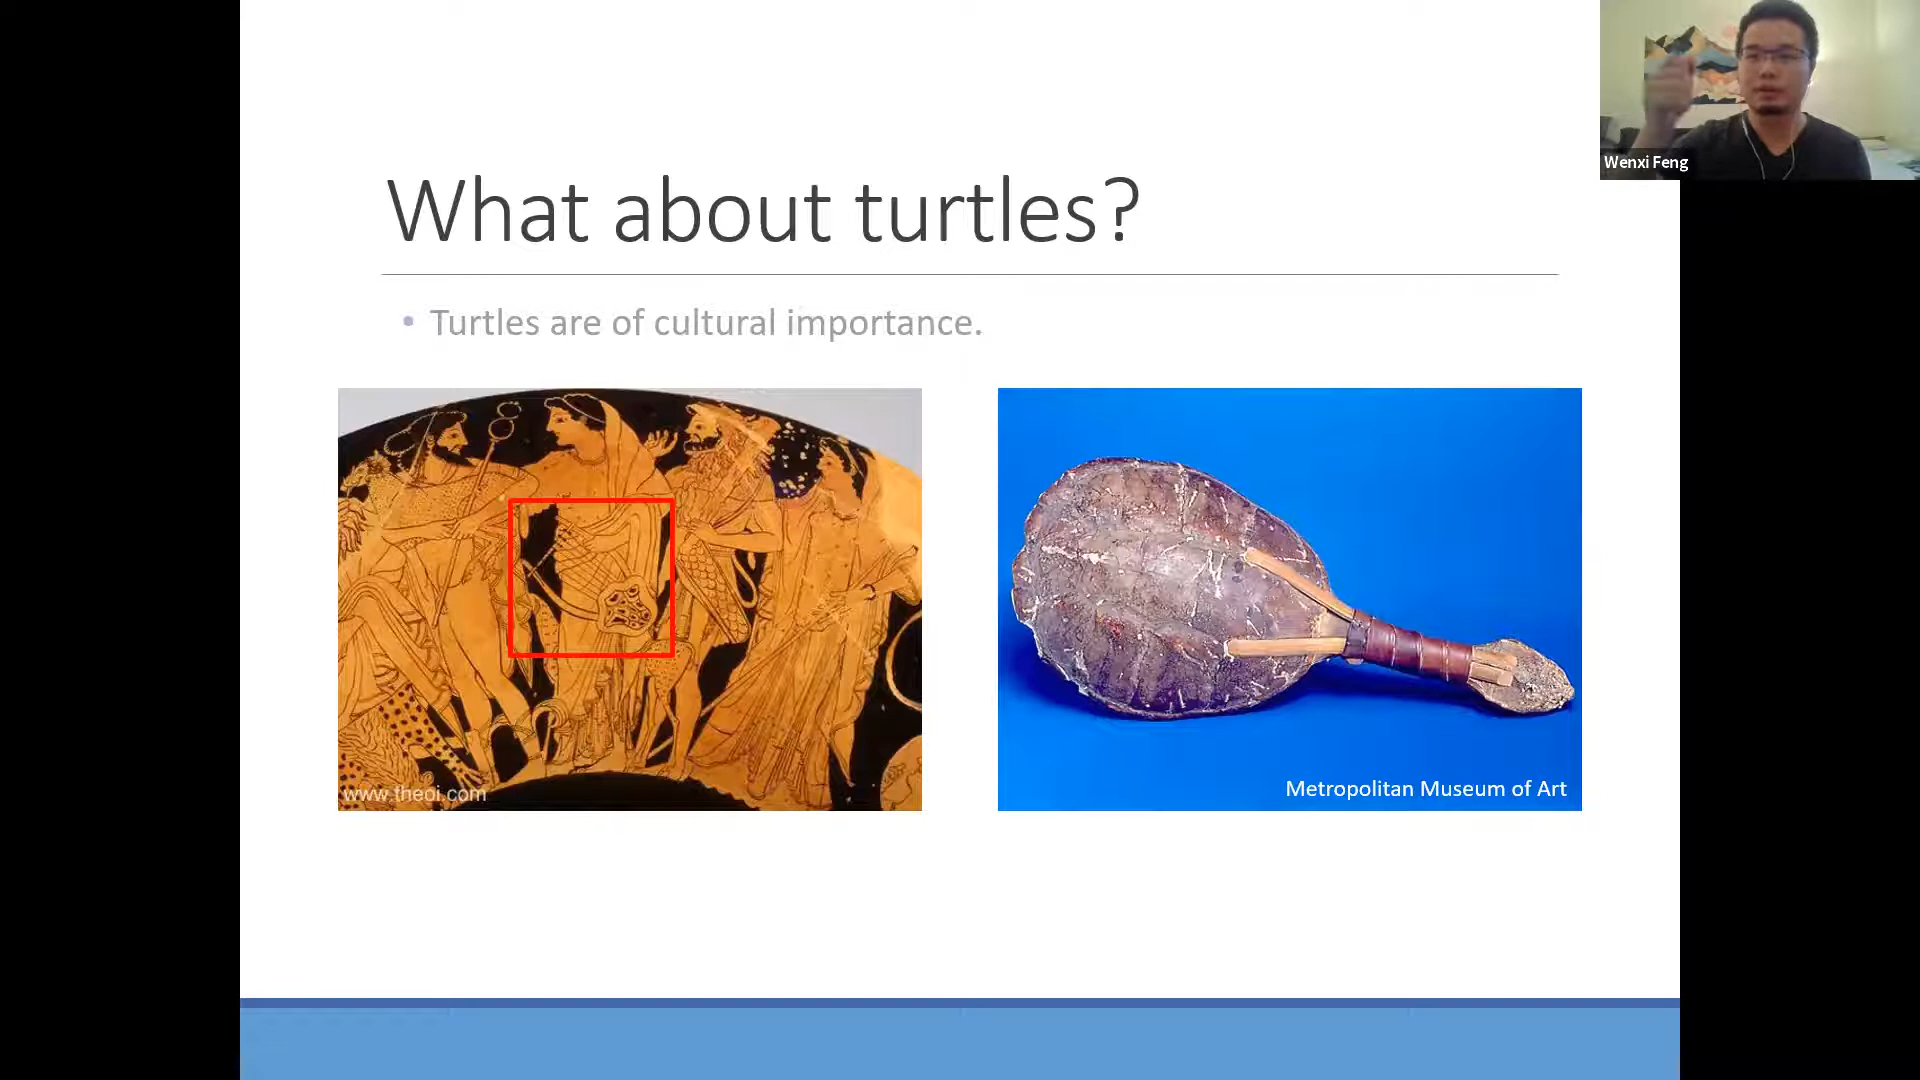 What about turtles?
• Turtles are of cultural importance.
www.theoi.com
Metropolitan Museum of Art
Wenxi Feng